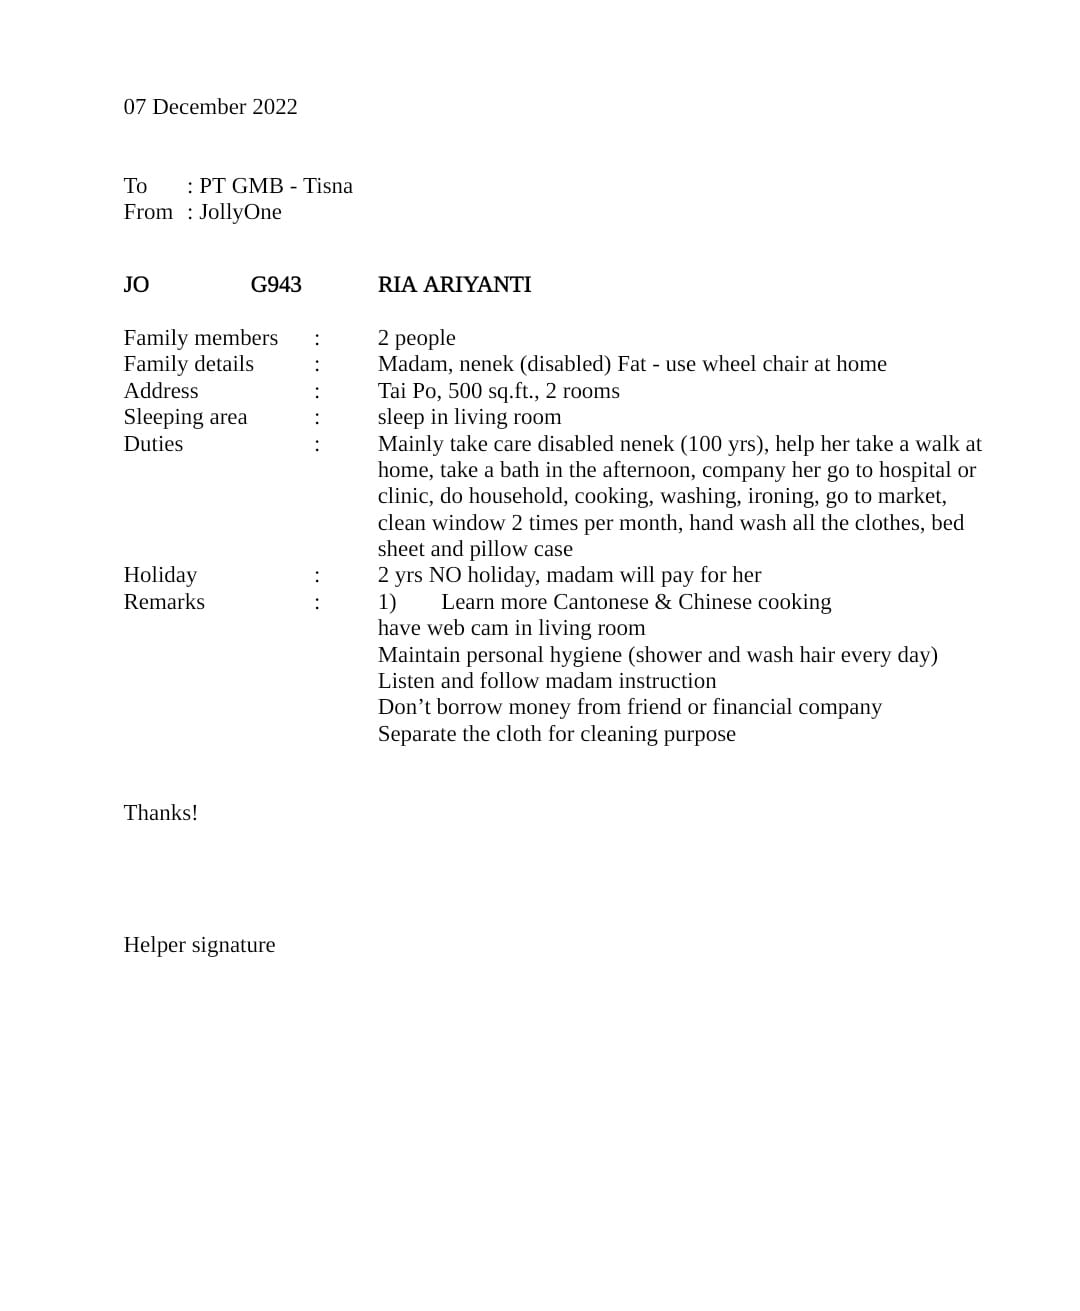 07 December 2022
To : PT GMB - Tisna
From : JollyOne
JO G943 RIA ARIYANTI
Family members : 2 people
Family details : Madam, nenek (disabled) Fat - use wheel chair at home
Address : Tai Po, 500 sq.ft., 2 rooms
Sleeping area : sleep in living room
Duties : Mainly take care disabled nenek (100 yrs), help her take a walk at
home, take a bath in the afternoon, company her go to hospital or
clinic, do household, cooking, washing, ironing, go to market,
clean window 2 times per month, hand wash all the clothes, bed
sheet and pillow case
Holiday : 2 yrs NO holiday, madam will pay for her
Remarks : 1) Learn more Cantonese & Chinese cooking
have web cam in living room
Maintain personal hygiene (shower and wash hair every day)
Listen and follow madam instruction
Don’t borrow money from friend or financial company
Separate the cloth for cleaning purpose
Thanks!
Helper signature